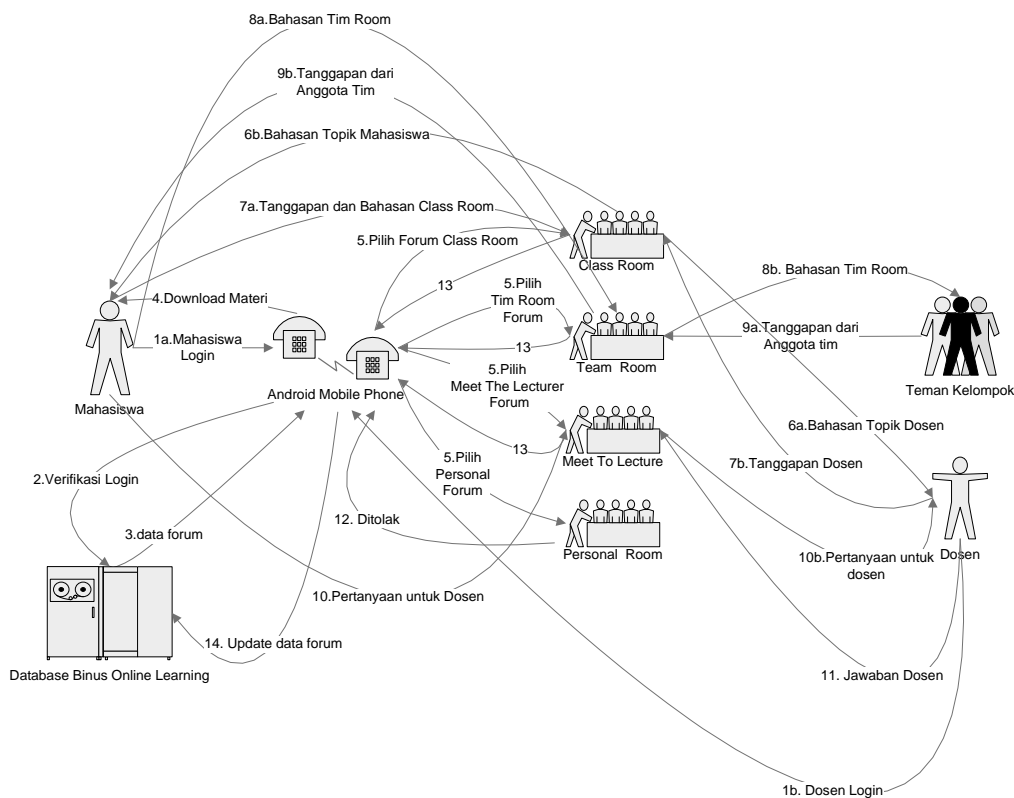 8a.Bahasan Tim Room
9b.Tanggapan dari
Anggota Tim
6b.Bahasan Topik Mahasiswa
7a.Tanggapan dan Bahasan Class Room
5.Pilih Forum Class Room
Class Room
13
5.Pilih
Tim Room
Forum
8b. Bahasan Tim Room
4.Download Materi
1a.Mahasiswa
Login
13
9a.Tanggapan dari
Anggota tim
Team Room
5.Pilih
Meet The Lecturer
Forum
Teman Kelompok
Android Mobile Phone
Mahasiswa
6a.Bahasan Topik Dosen
13
Meet To Lecture
5.Pilih
Personal
Forum
7b.Tanggapan Dosen
2.Verifikasi Login
12. Ditolak
3.data forum
Personal Room
Dosen
10b.Pertanyaan untuk
dosen
10.Pertanyaan untuk Dosen
14. Update data forum
Database Binus Online Learning
11. Jawaban Dosen
1b. Dosen Login